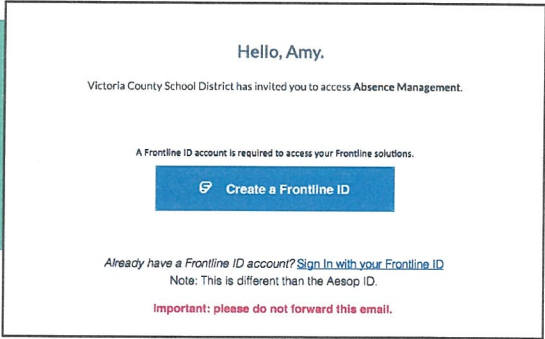 Hello, Amy.
Victoria County School District has invited you to access Absence Management.
A Frontline ID account is required to access your Frontline solutions.
Create a Frontline ID
Already have a Frontline ID account? Sign In with your Frontline ID
Note: This is different than the Aesop ID.
Important: please do not forward this email.